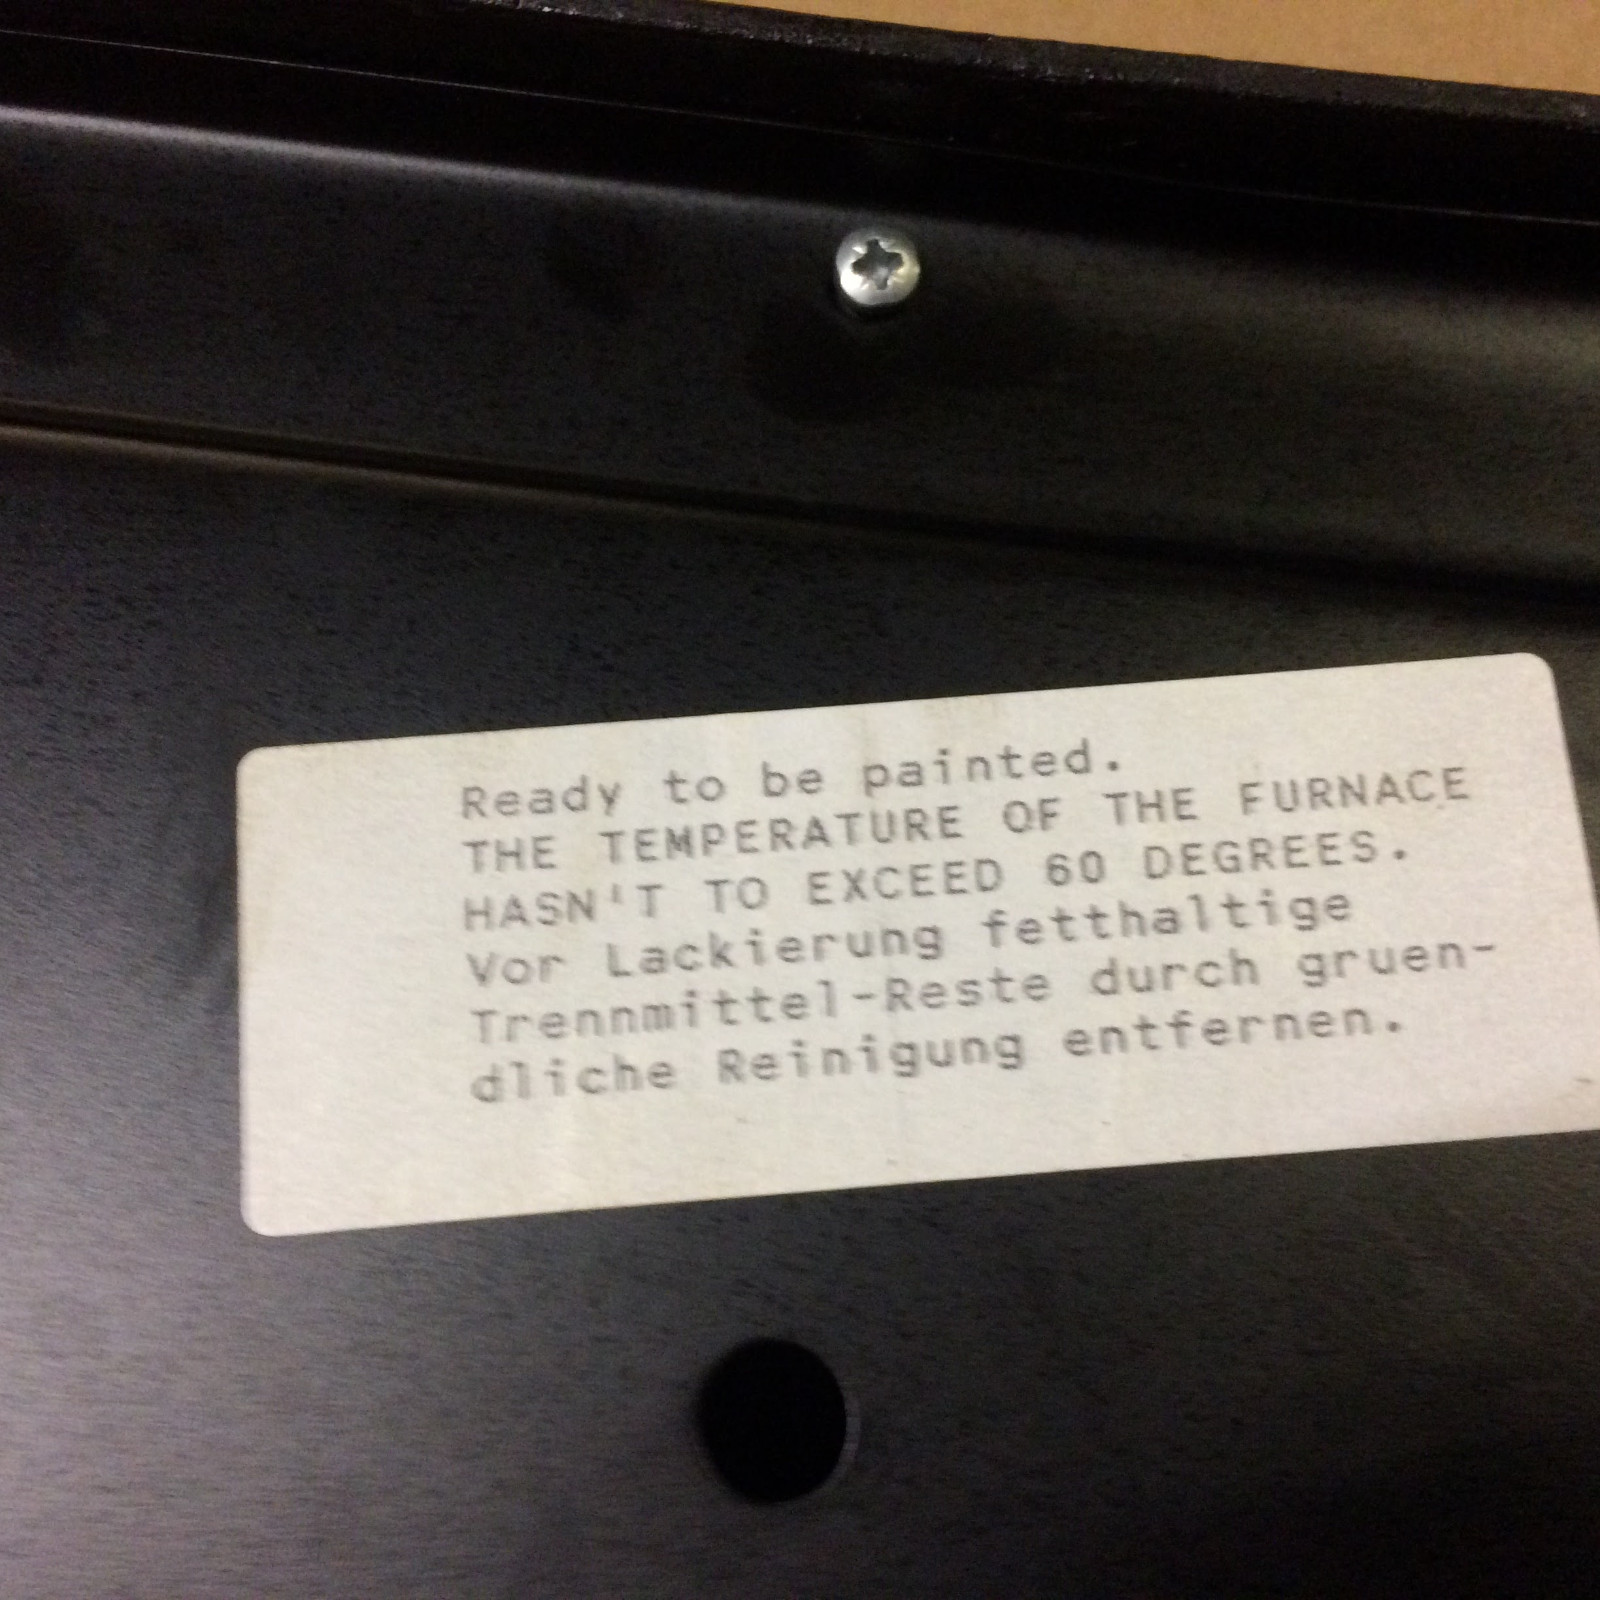 Ready to be painted.
THE TEMPERATURE OF THE FURNACE
HASN'T TO EXCEED 60 DEGREES.
Vor Lackierung fetthaltige
Trennmittel-Reste durch gruen-
dliche Reinigung entfernen.